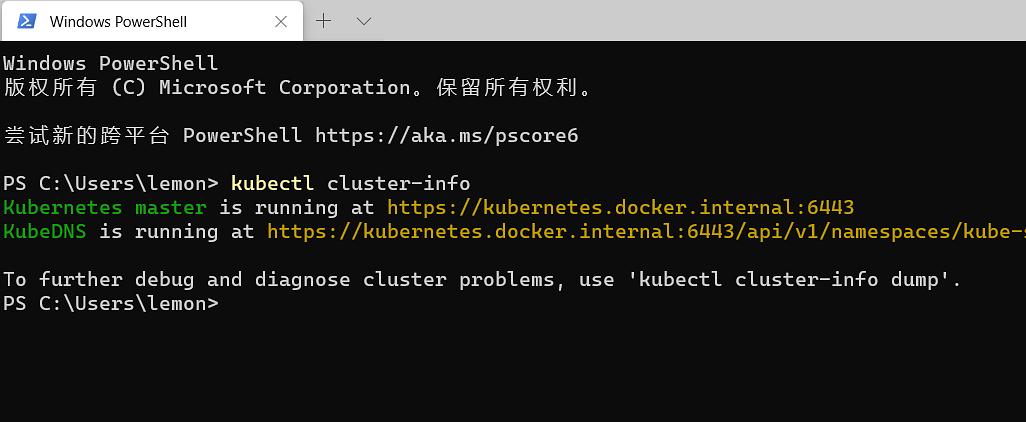 Windows PowerShell
Windows PowerShell
版权所有 (C) Microsoft Corporation。保留所有权利。
尝试新的跨平台 PowerShell https://aka.ms/pscore6
PS C:\Users\lemon> kubectl cluster-info
Kubernetes master is running at https://kubernetes.docker.internal:6443
KubeDNS is running at https://kubernetes.docker.internal:6443/api/v1/namespaces/kube-
To further debug and diagnose cluster problems, use 'kubectl cluster-info dump'.
PS C:\Users\lemon>